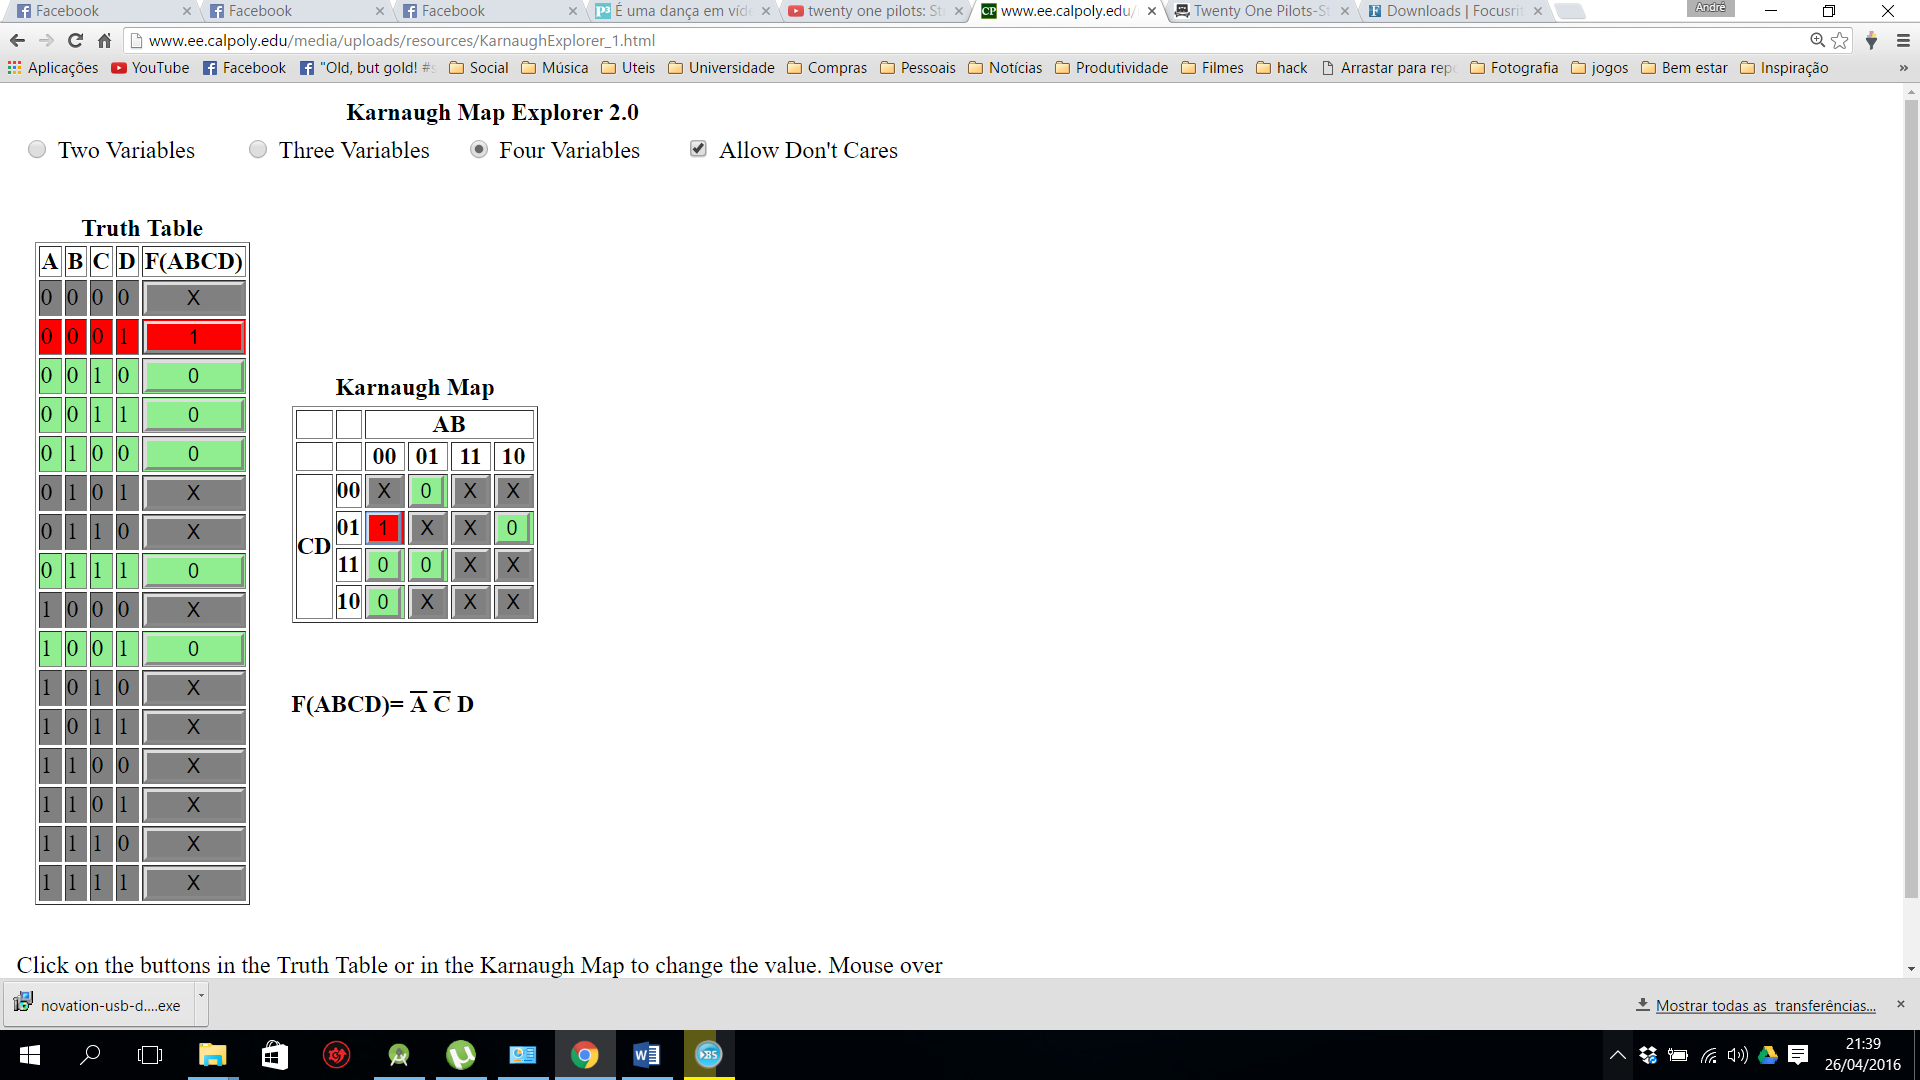 Facebook Facebook Facebook É uma dança em víde twenty one pilots: St www.ee.calpoly.edu/ Twenty One Pilots-St Downloads | Focusrit André
www.ee.calpoly.edu/media/uploads/resources/KarnaughExplorer_1.html
Aplicações YouTube Facebook "Old, but gold! #s Social Música Uteis Universidade Compras Pessoais Notícias Produtividade Filmes hack Arrastar para repo Fotografia jogos Bem estar Inspiração »
Karnaugh Map Explorer 2.0
Two Variables Three Variables Four Variables Allow Don't Cares
Truth Table
A B C D F(ABCD)
0 0 0 0 X
0 0 0 1 1
0 0 1 0 0
0 0 1 1 0
0 1 0 0 0
0 1 0 1 X
0 1 1 0 X
0 1 1 1 0
1 0 0 0 X
1 0 0 1 0
1 0 1 0 X
1 0 1 1 X
1 1 0 0 X
1 1 0 1 X
1 1 1 0 X
1 1 1 1 X
Karnaugh Map
AB
00 01 11 10
CD
00 X 0 X X
01 1 X X 0
11 0 0 X X
10 0 X X X
F(ABCD)= A̅ C̅ D
Click on the buttons in the Truth Table or in the Karnaugh Map to change the value. Mouse over
novation-usb-d....exe
Mostrar todas as transferências...
21:39
26/04/2016